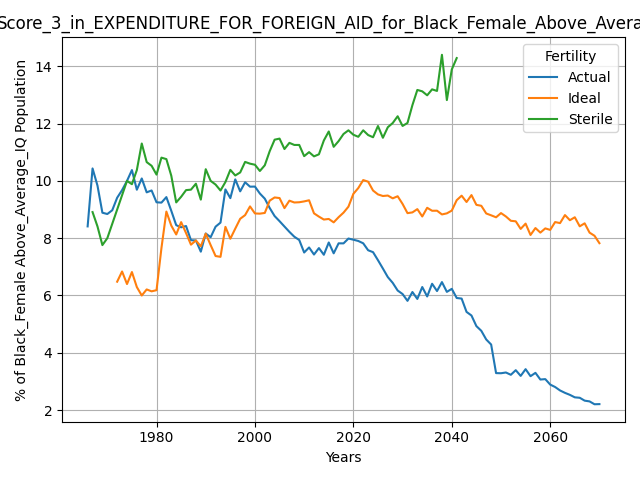 Score_3_in_EXPENDITURE_FOR_FOREIGN_AID_for_Black_Female_Above_Avera
Fertility
Actual
Ideal
Sterile
% of Black_Female Above_Average_IQ Population
14
12
10
8
6
4
2
1980 2000 2020 2040 2060
Years